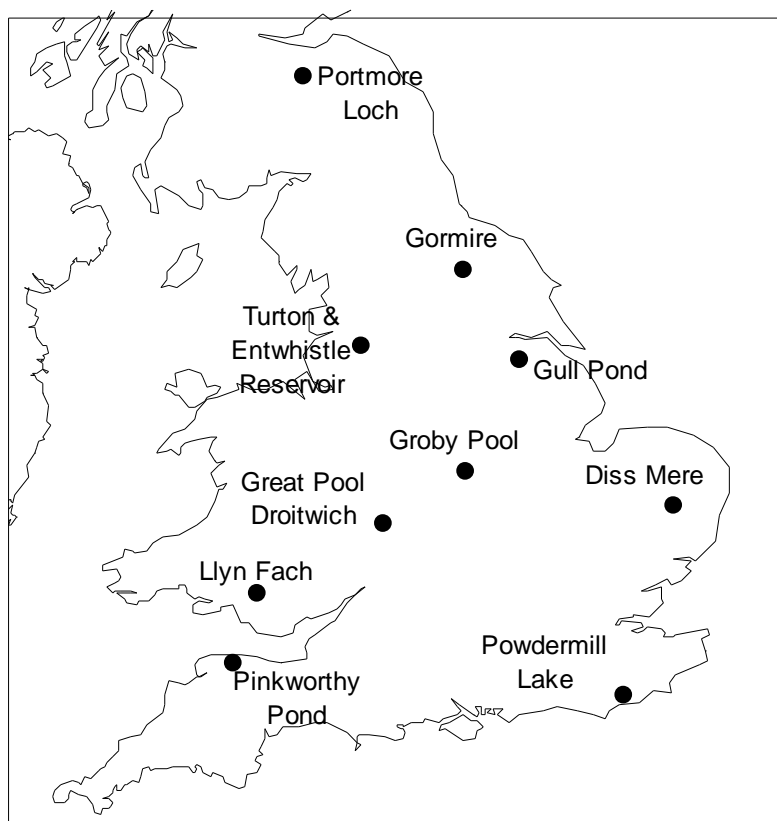 Portmore
Loch
Gormire
Turton &
Entwhistle
Reservoir
Gull Pond
Groby Pool
Diss Mere
Great Pool
Droitwich
Llyn Fach
Powdermill
Lake
Pinkworthy
Pond